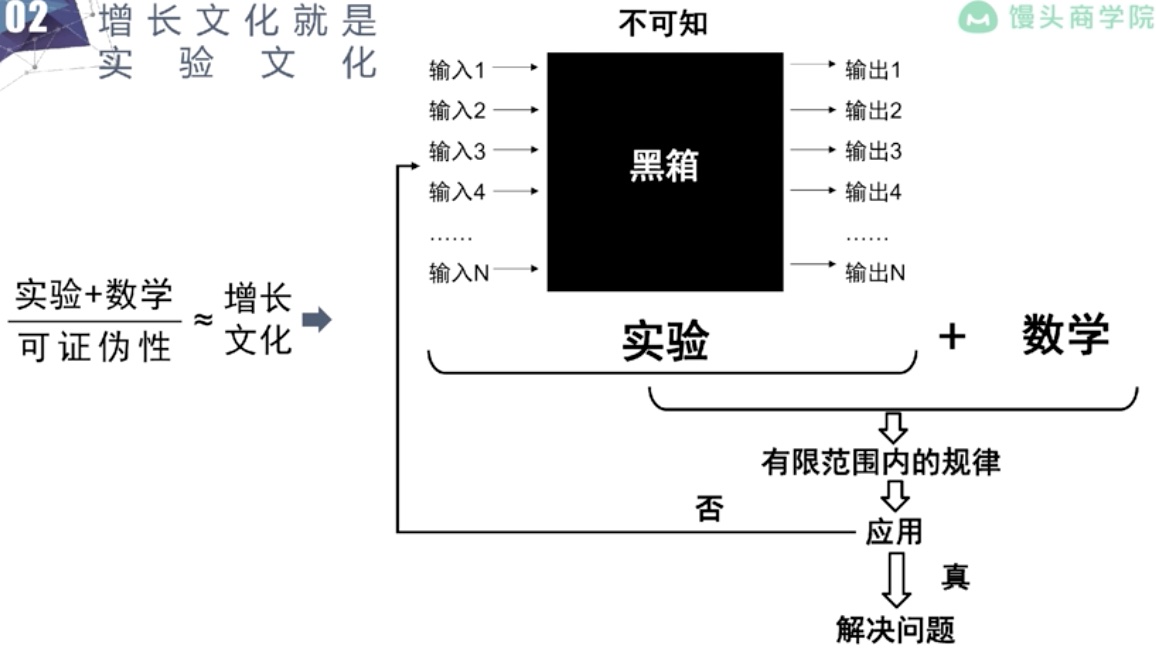 02
增长文化就是
实验文化
馒头商学院
不可知
输入1
输入2
输入3
输入4
......
输入N
黑箱
输出1
输出2
输出3
输出4
......
输出N
实验+数学
可证伪性
≈
增长
文化
实验 + 数学
有限范围内的规律
否
应用
真
解决问题